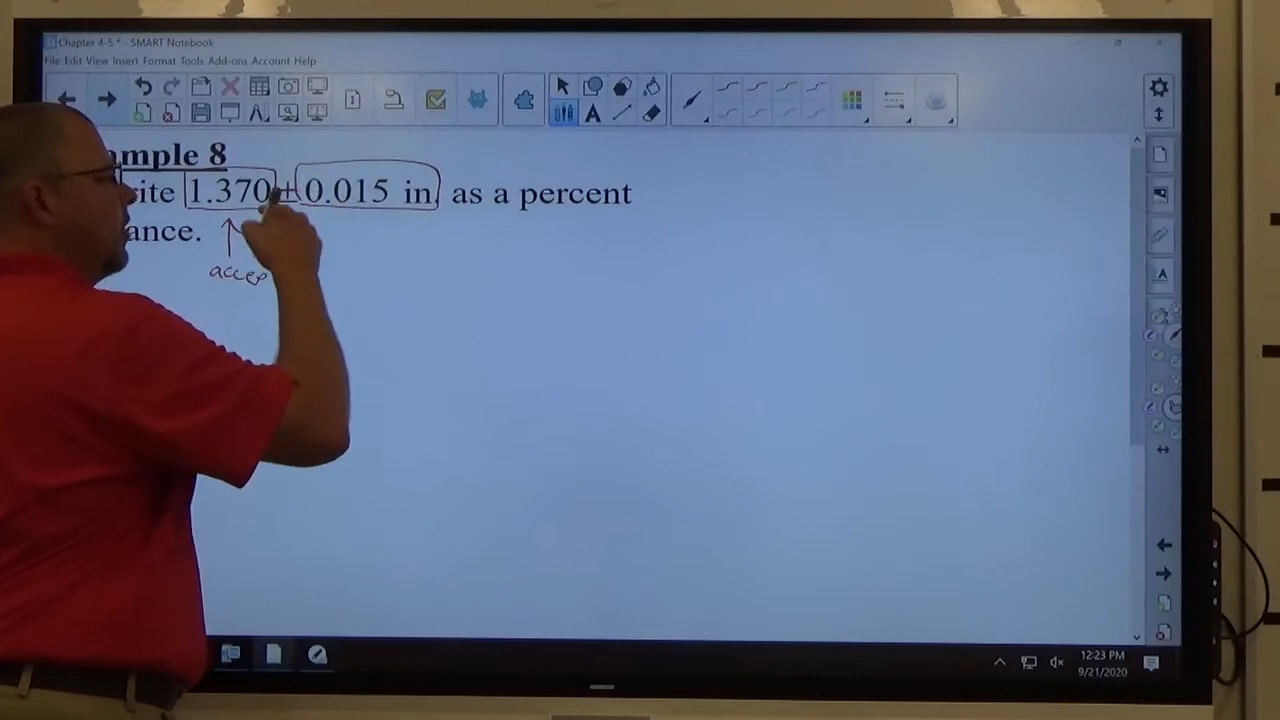 Chapter 4-5 * - SMART Notebook
File Edit View Insert Format Tools Add-ons Account Help
mple 8
ite 1.370 ± 0.015 in as a percent
ance.
accep
12:23 PM
9/21/2020